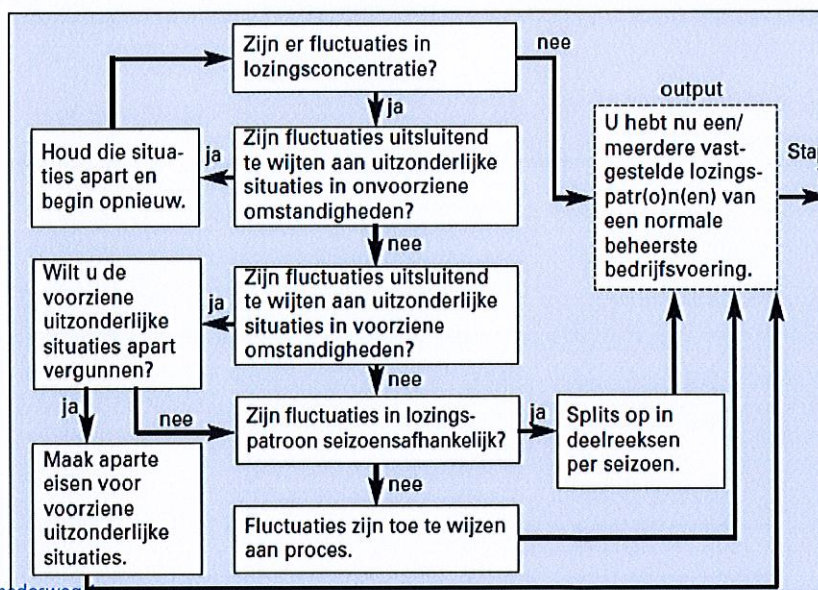 Zijn er fluctuaties in
lozingsconcentratie?
nee
ja
output
U hebt nu een/
meerdere vast-
gestelde lozings-
patr(o)n(en) van
een normale
beheerste
bedrijfsvoering.
Houd die situa-
ties apart en
begin opnieuw.
ja
Zijn fluctuaties uitsluitend
te wijten aan uitzonderlijke
situaties in onvoorziene
omstandigheden?
nee
Wilt u de
voorziene
uitzonderlijke
situaties apart
vergunnen?
ja
Zijn fluctuaties uitsluitend
te wijten aan uitzonderlijke
situaties in voorziene
omstandigheden?
nee
ja
nee
Zijn fluctuaties in lozings-
patroon seizoensafhankelijk?
ja
Splits op in
deelreeksen
per seizoen.
nee
Maak aparte
eisen voor
voorziene
uitzonderlijke
situaties.
Fluctuaties zijn toe te wijzen
aan proces.